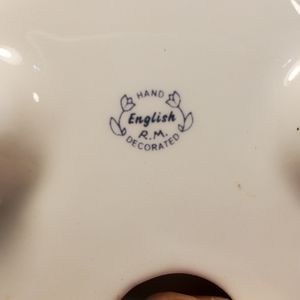 HAND
English
R.M.
DECORATED